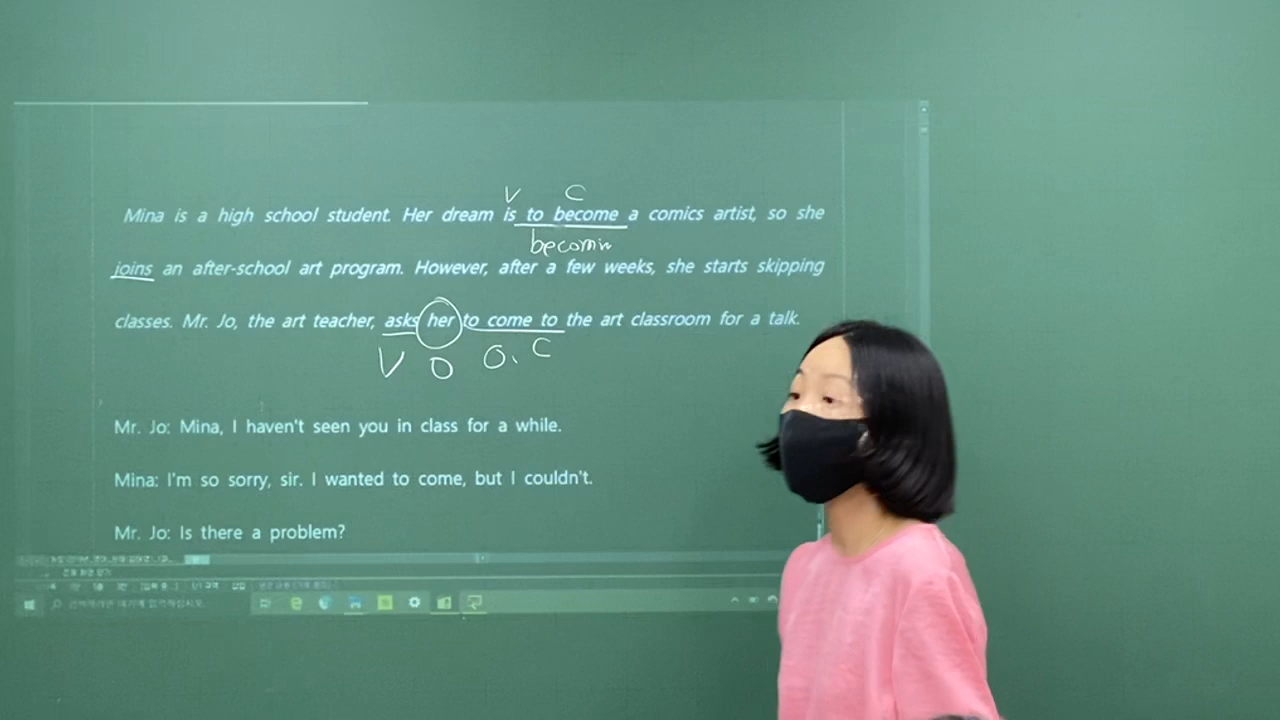 V C
Mina is a high school student. Her dream is to become a comics artist, so she
becomin
joins an after-school art program. However, after a few weeks, she starts skipping
classes. Mr. Jo, the art teacher, asks her to come to the art classroom for a talk.
V O O. C
Mr. Jo: Mina, I haven't seen you in class for a while.
Mina: I'm so sorry, sir. I wanted to come, but I couldn't.
Mr. Jo: Is there a problem?